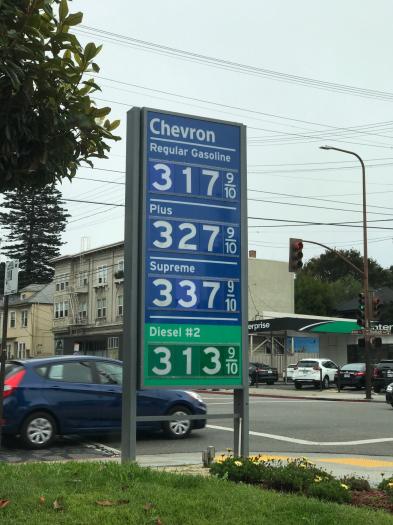 Chevron
Regular Gasoline
317 9/10
Plus
327 9/10
Supreme
337 9/10
Diesel #2
313 9/10
erprise